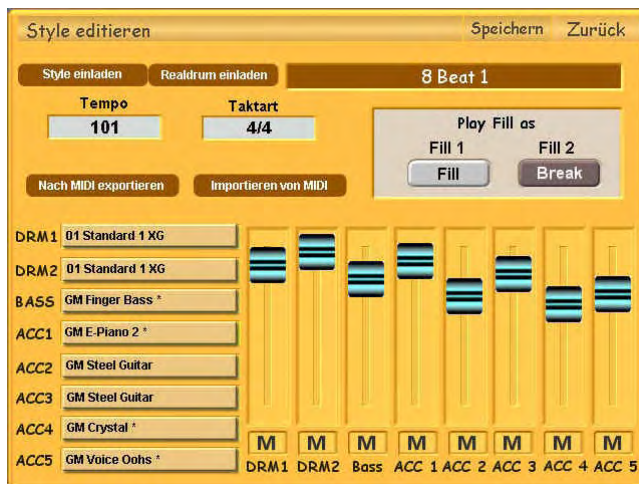 Style editieren Speichern Zurück
Style einladen Realdrum einladen 8 Beat 1
Tempo Taktart
101 4/4
Play Fill as
Fill 1 Fill 2
Fill Break
Nach MIDI exportieren Importieren von MIDI
DRM1 01 Standard 1 XG
DRM2 01 Standard 1 XG
BASS GM Finger Bass *
ACC1 GM E-Piano 2 *
ACC2 GM Steel Guitar
ACC3 GM Steel Guitar
ACC4 GM Crystal *
ACC5 GM Voice Oohs *
M M M M M M M M
DRM1 DRM2 Bass ACC 1 ACC 2 ACC 3 ACC 4 ACC 5